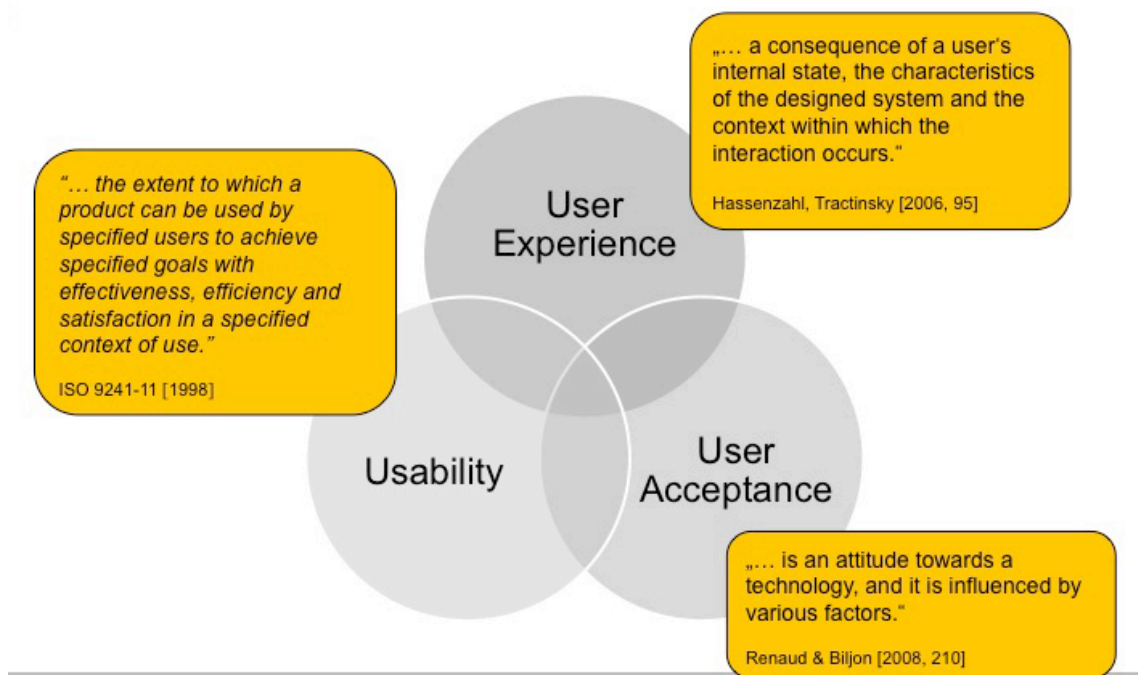 „... a consequence of a user's
internal state, the characteristics
of the designed system and the
context within which the
interaction occurs.“
Hassenzahl, Tractinsky [2006, 95]
“... the extent to which a
product can be used by
specified users to achieve
specified goals with
effectiveness, efficiency and
satisfaction in a specified
context of use.”
ISO 9241-11 [1998]
User
Experience
Usability
User
Acceptance
„... is an attitude towards a
technology, and it is influenced by
various factors.“
Renaud & Biljon [2008, 210]